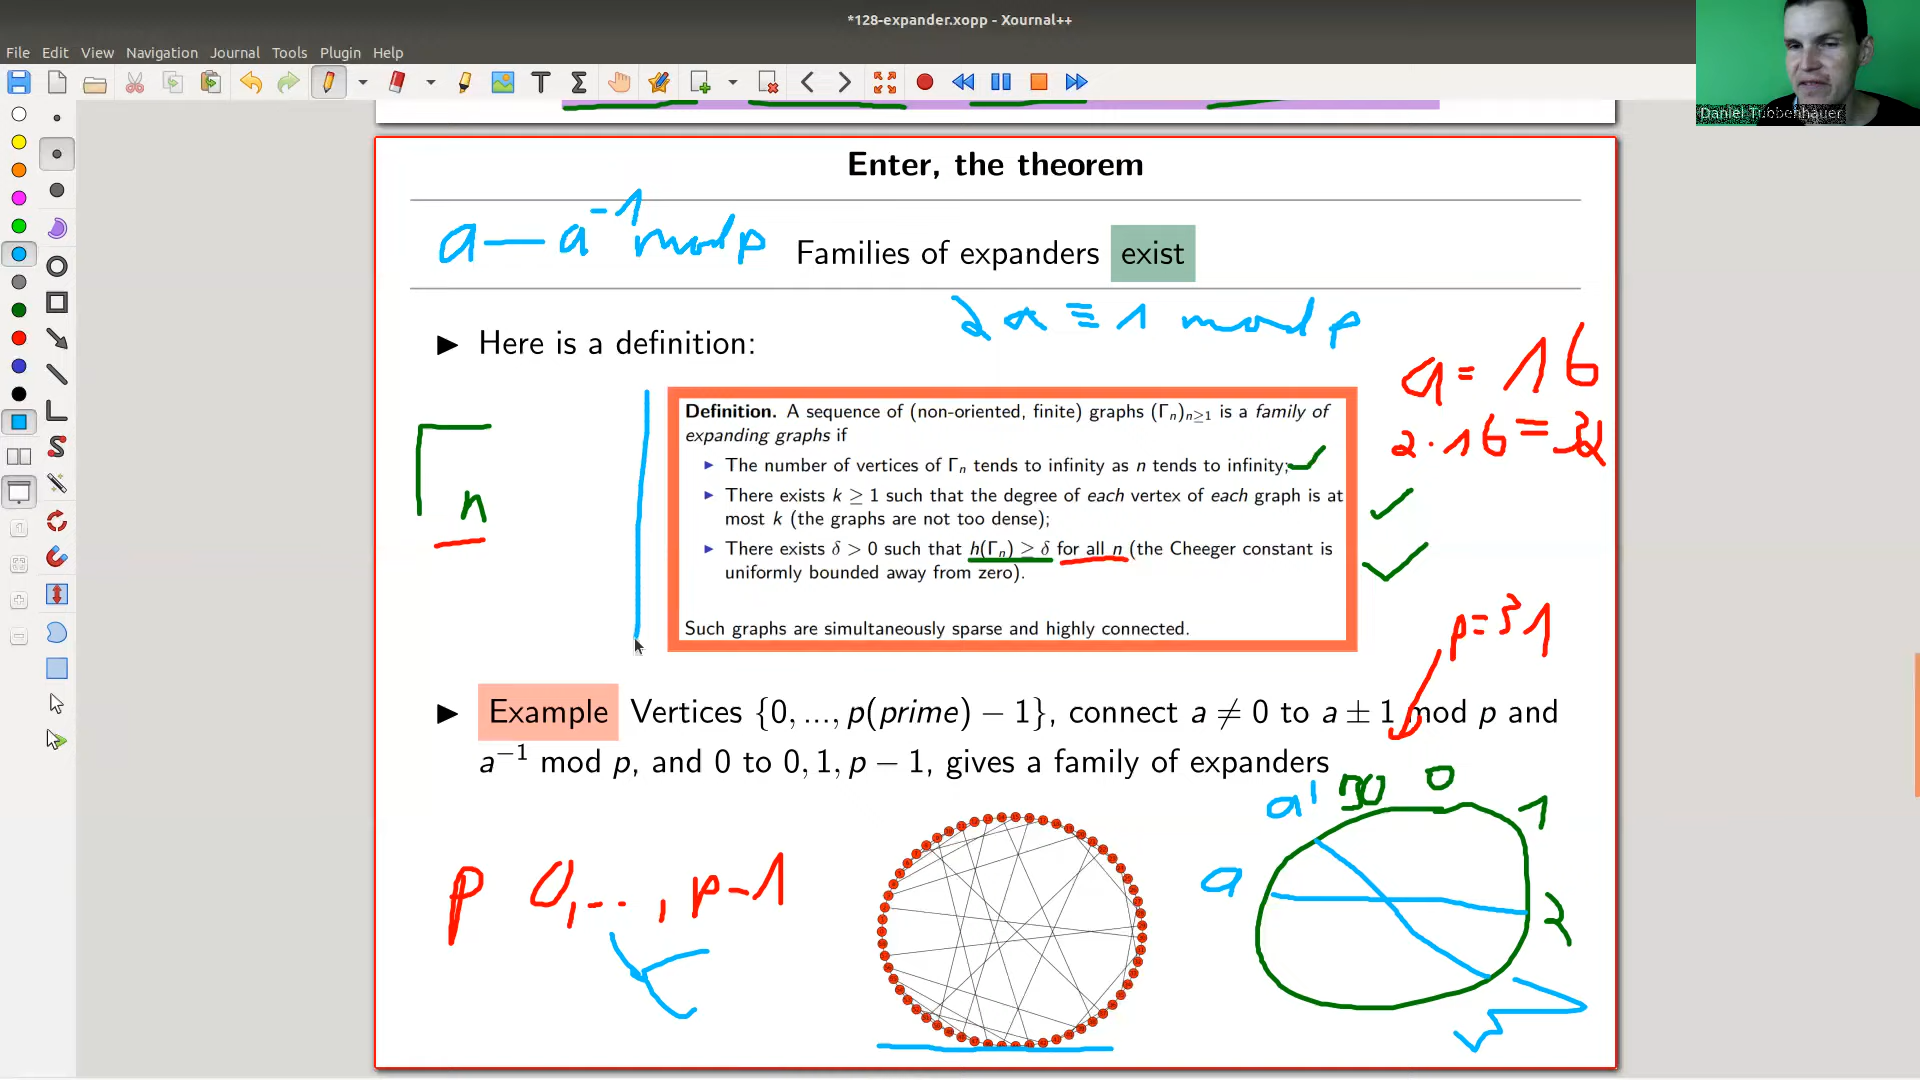 *128-expander.xopp - Xournal++
File Edit View Navigation Journal Tools Plugin Help
Daniel Tubbenhauer
Enter, the theorem
a — a⁻¹ mod p
Families of expanders exist
2a ≡ 1 mod p
▶ Here is a definition:
a = 16
2·16 = 32
Definition. A sequence of (non-oriented, finite) graphs (Γₙ)ₙ≥₁ is a family of
expanding graphs if
▶ The number of vertices of Γₙ tends to infinity as n tends to infinity;
▶ There exists k ≥ 1 such that the degree of each vertex of each graph is at
most k (the graphs are not too dense);
▶ There exists δ > 0 such that h(Γₙ) ≥ δ for all n (the Cheeger constant is
uniformly bounded away from zero).
Such graphs are simultaneously sparse and highly connected.
Γₙ
p = 31
▶ Example Vertices {0, ..., p(prime) − 1}, connect a ≠ 0 to a ± 1 mod p and
a⁻¹ mod p, and 0 to 0, 1, p − 1, gives a family of expanders
p 0, ... , p-1
a' 30 0 1
a 2